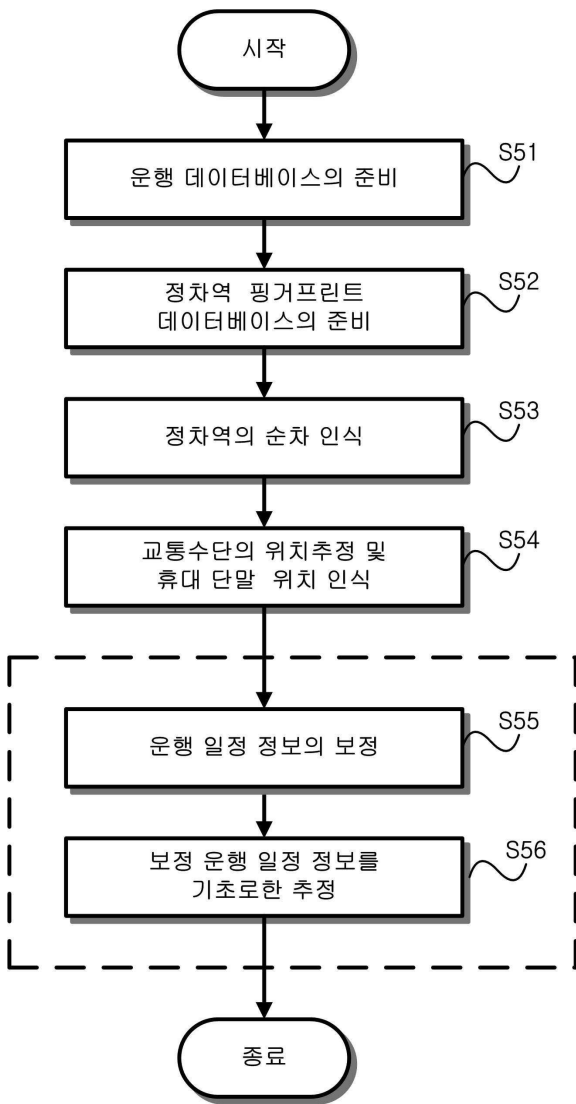 시작
운행 데이터베이스의 준비
S51
정차역 핑거프린트
데이터베이스의 준비
S52
정차역의 순차 인식
S53
교통수단의 위치추정 및
휴대 단말 위치 인식
S54
운행 일정 정보의 보정
S55
보정 운행 일정 정보를
기초로한 추정
S56
종료